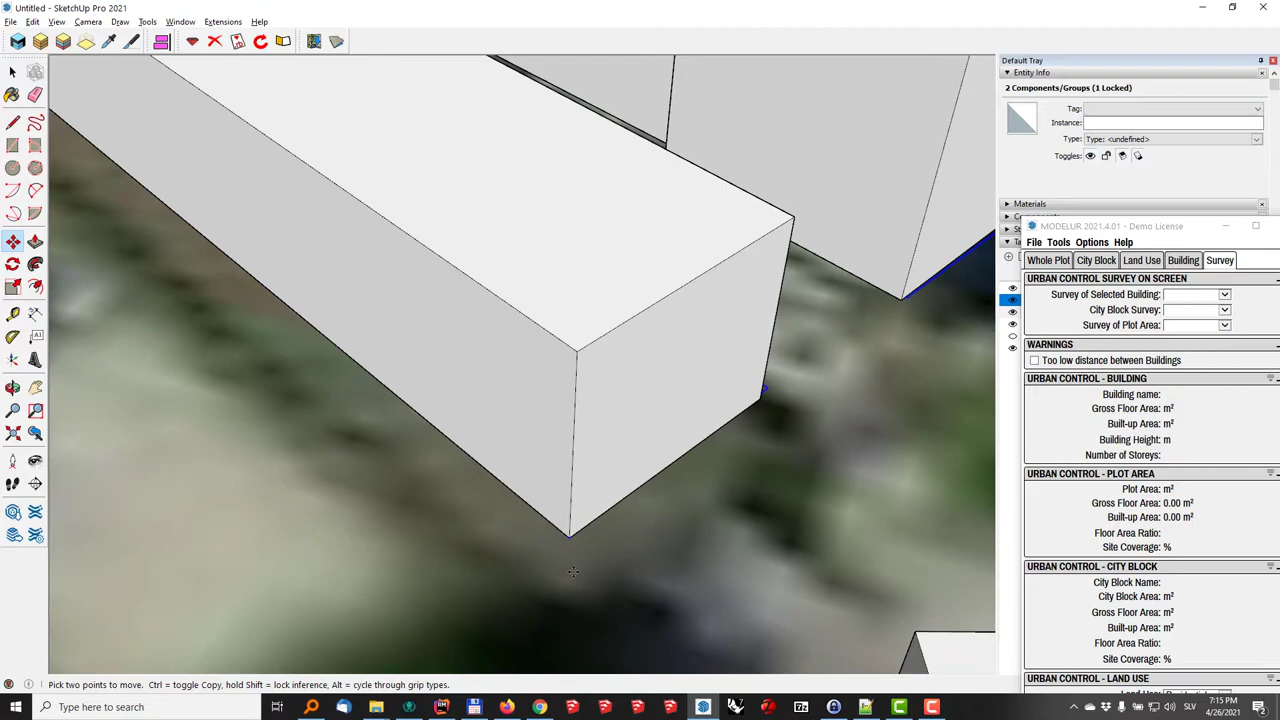 Untitled - SketchUp Pro 2021
File Edit View Camera Draw Tools Window Extensions Help
Default Tray
Entity Info
2 Components/Groups (1 Locked)
Tag:
Instance:
Type: Type: <undefined>
Toggles:
Materials
MODELUR 2021.4.01 - Demo License
File Tools Options Help
Whole Plot City Block Land Use Building Survey
URBAN CONTROL SURVEY ON SCREEN
Survey of Selected Building:
City Block Survey:
Survey of Plot Area:
WARNINGS
Too low distance between Buildings
URBAN CONTROL - BUILDING
Building name:
Gross Floor Area: m²
Built-up Area: m²
Building Height: m
Number of Storeys:
URBAN CONTROL - PLOT AREA
Plot Area: m²
Gross Floor Area: 0.00 m²
Built-up Area: 0.00 m²
Floor Area Ratio:
Site Coverage: %
URBAN CONTROL - CITY BLOCK
City Block Name:
City Block Area: m²
Gross Floor Area: m²
Built-up Area: m²
Floor Area Ratio:
Site Coverage: %
URBAN CONTROL - LAND USE
Pick two points to move. Ctrl = toggle Copy, hold Shift = lock inference, Alt = cycle through grip types.
Type here to search
SLV
7:15 PM
4/26/2021